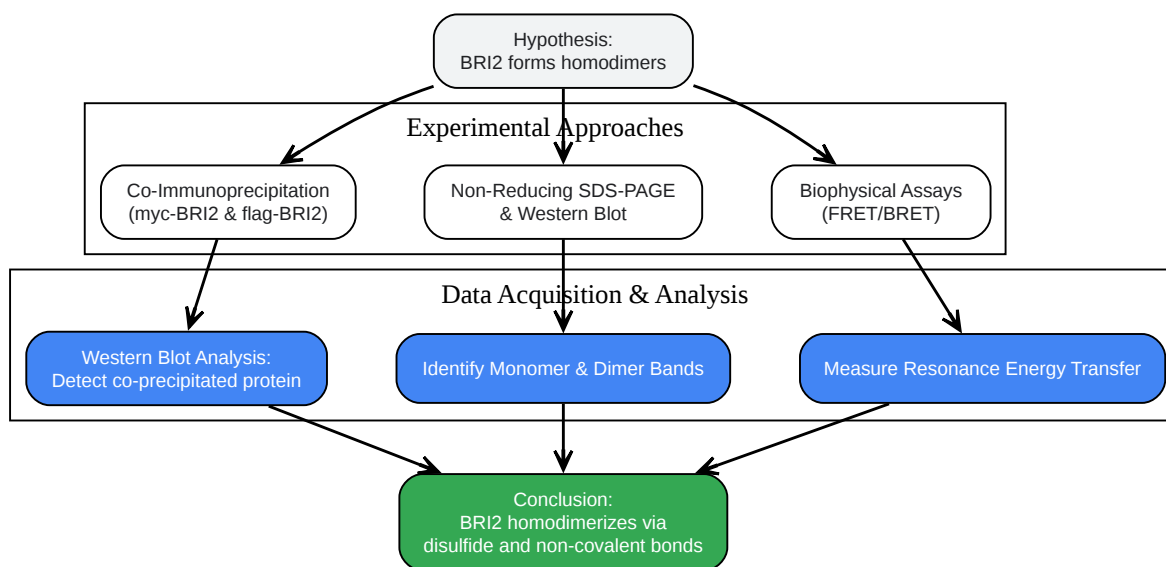 Hypothesis:
BRI2 forms homodimers
Experimental Approaches
Co-Immunoprecipitation
(myc-BRI2 & flag-BRI2)
Non-Reducing SDS-PAGE
& Western Blot
Biophysical Assays
(FRET/BRET)
Data Acquisition & Analysis
Western Blot Analysis:
Detect co-precipitated protein
Identify Monomer & Dimer Bands
Measure Resonance Energy Transfer
Conclusion:
BRI2 homodimerizes via
disulfide and non-covalent bonds